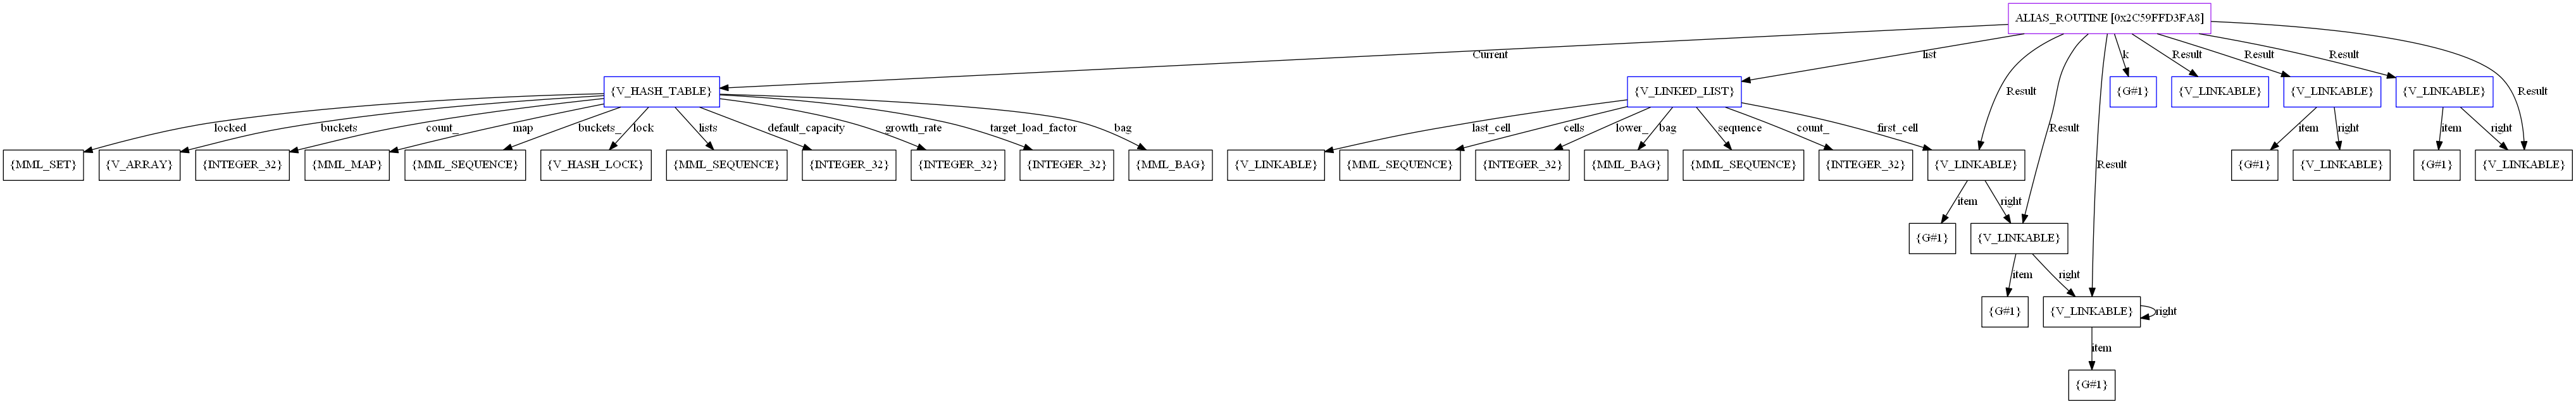 ALIAS_ROUTINE [0x2C59FFD3FA8]
Current
list
Result
k
Result
Result
Result
{V_HASH_TABLE}
{V_LINKED_LIST}
Result
{G#1}
{V_LINKABLE}
{V_LINKABLE}
{V_LINKABLE}
Result
locked
buckets
count_
map
buckets_
lock
lists
default_capacity
growth_rate
target_load_factor
bag
last_cell
cells
lower_
bag
sequence
count_
first_cell
Result
item
right
item
right
{MML_SET}
{V_ARRAY}
{INTEGER_32}
{MML_MAP}
{MML_SEQUENCE}
{V_HASH_LOCK}
{MML_SEQUENCE}
{INTEGER_32}
{INTEGER_32}
{INTEGER_32}
{MML_BAG}
{V_LINKABLE}
{MML_SEQUENCE}
{INTEGER_32}
{MML_BAG}
{MML_SEQUENCE}
{INTEGER_32}
{V_LINKABLE}
Result
{G#1}
{V_LINKABLE}
{G#1}
{V_LINKABLE}
item
right
{G#1}
{V_LINKABLE}
item
right
{G#1}
{V_LINKABLE}
right
item
{G#1}